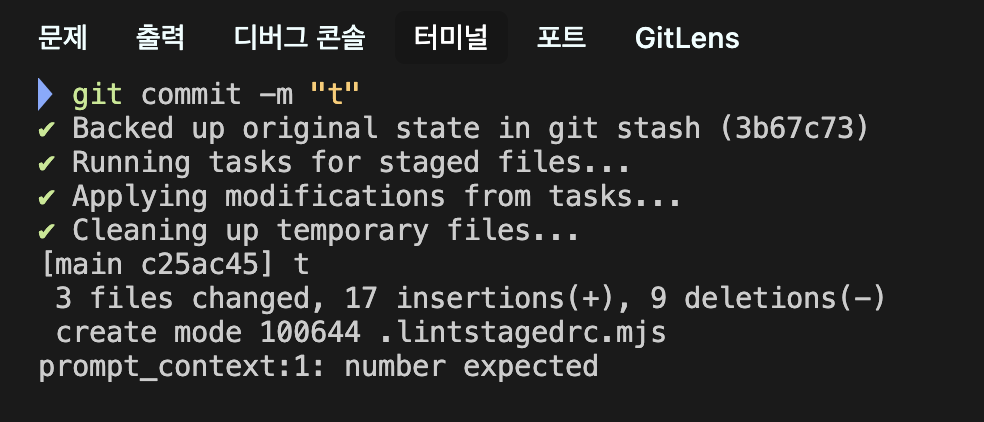 문제 출력 디버그 콘솔 터미널 포트 GitLens
git commit -m "t"
✔ Backed up original state in git stash (3b67c73)
✔ Running tasks for staged files...
✔ Applying modifications from tasks...
✔ Cleaning up temporary files...
[main c25ac45] t
3 files changed, 17 insertions(+), 9 deletions(-)
create mode 100644 .lintstagedrc.mjs
prompt_context:1: number expected